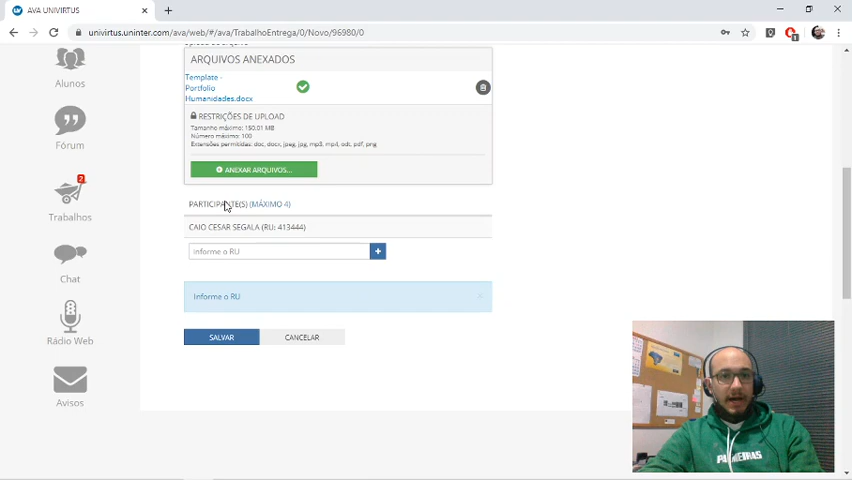 AVA UNIVIRTUS
univirtus.uninter.com/ava/web/#/ava/TrabalhoEntrega/0/Novo/96980/0
Alunos
Fórum
2
Trabalhos
Chat
Rádio Web
Avisos
ARQUIVOS ANEXADOS
Template -
Portfolio
Humanidades.docx
RESTRIÇÕES DE UPLOAD
Tamanho máximo: 150,01 MB
Número máximo: 100
Extensões permitidas: doc, docx, jpeg, jpg, mp3, mp4, odt, pdf, png
ANEXAR ARQUIVOS...
PARTICIPANTE(S) (MÁXIMO 4)
CAIO CESAR SEGALA (RU: 413444)
Informe o RU
Informe o RU
SALVAR
CANCELAR
PALMEIRAS